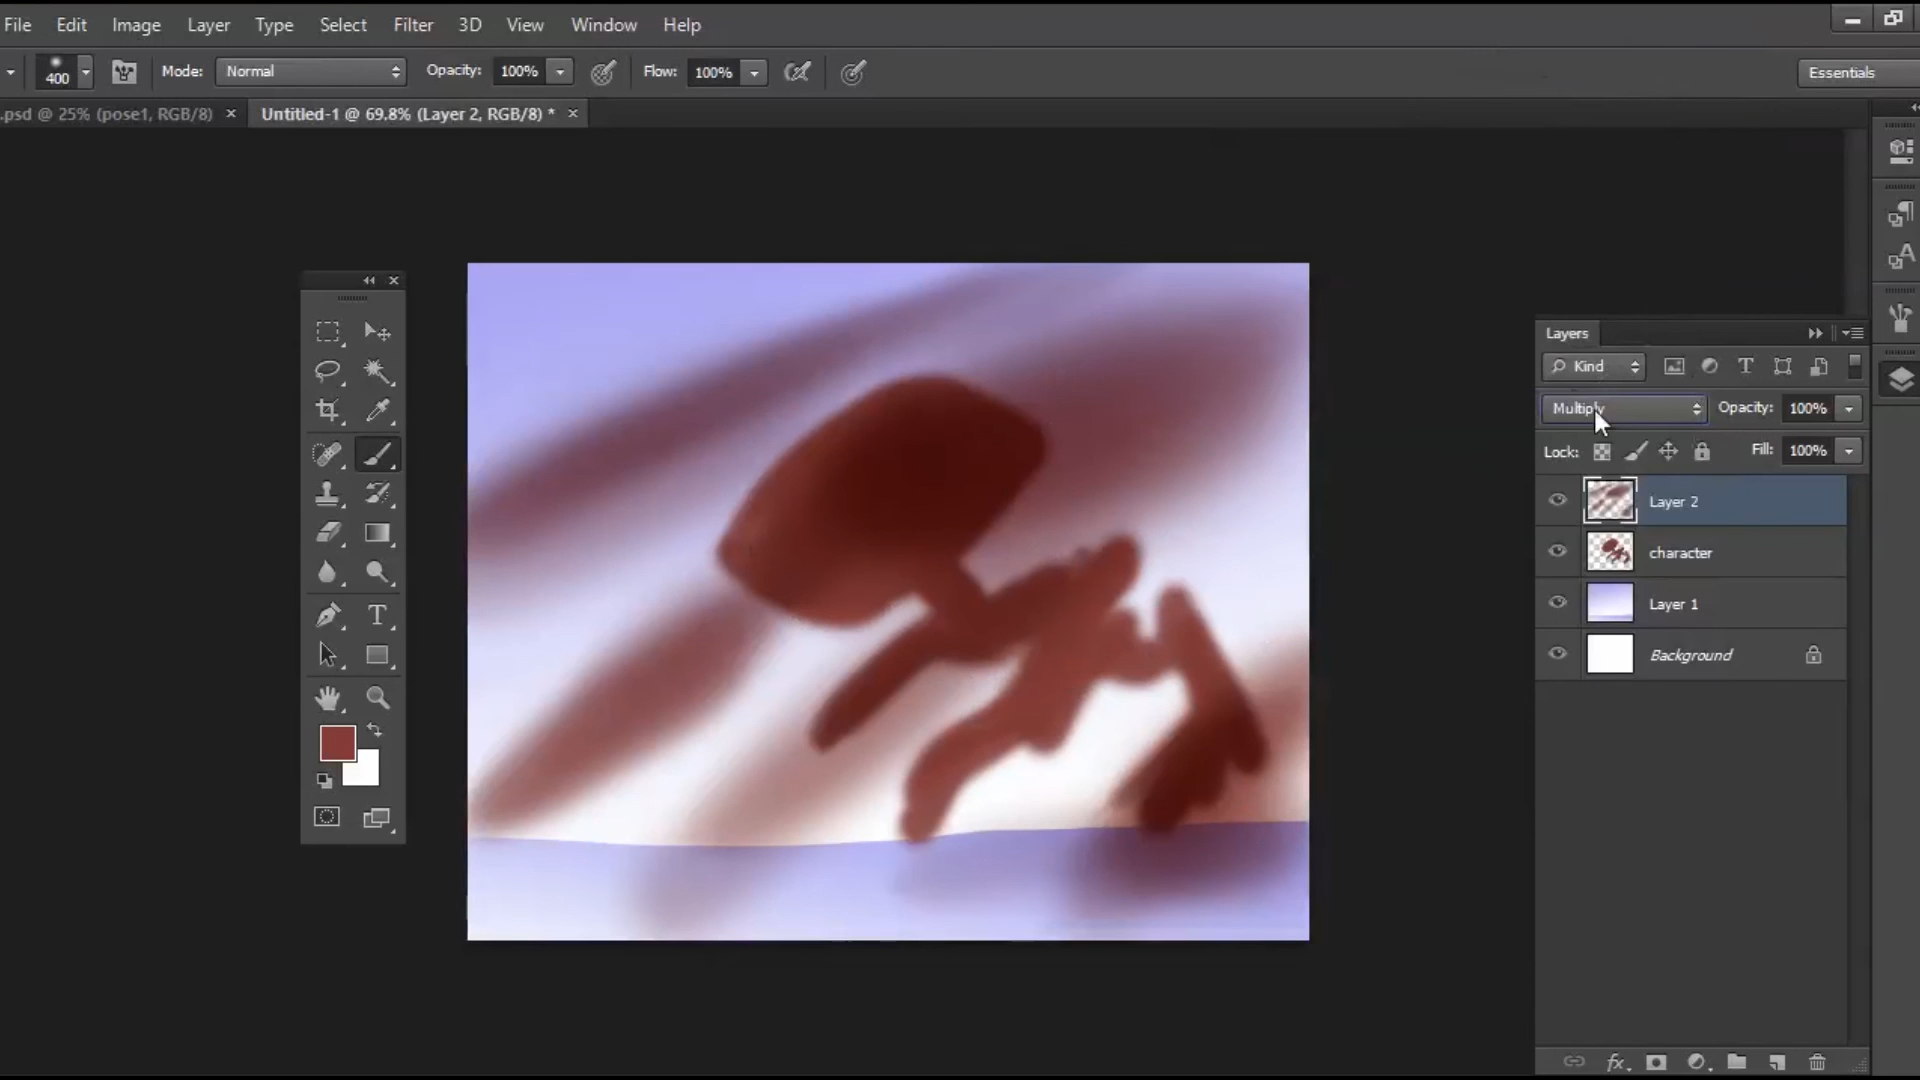 File Edit Image Layer Type Select Filter 3D View Window Help
400 Mode: Normal Opacity: 100% Flow: 100% Essentials
.psd @ 25% (pose1, RGB/8) × Untitled-1 @ 69.8% (Layer 2, RGB/8) * ×
Layers
Kind
Multiply Opacity: 100%
Lock: Fill: 100%
Layer 2
character
Layer 1
Background